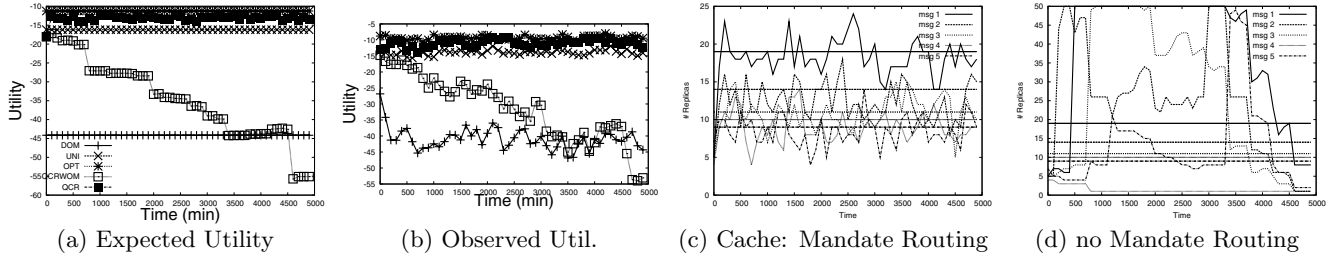 -10
-15
-20
-25
-30
-35
-40
-45
-50
-55
-60
Utility
DOM
UNI
OPT
QCRWOM
QCR
0 500 1000 1500 2000 2500 3000 3500 4000 4500 5000
Time (min)
(a) Expected Utility
-5
-10
-15
-20
-25
-30
-35
-40
-45
-50
-55
Utility
0 500 1000 1500 2000 2500 3000 3500 4000 4500 5000
Time (min)
(b) Observed Util.
25
20
15
10
5
0
# Replicas
msg 1
msg 2
msg 3
msg 4
msg 5
0 500 1000 1500 2000 2500 3000 3500 4000 4500 5000
Time
(c) Cache: Mandate Routing
50
45
40
35
30
25
20
15
10
5
0
# Replicas
msg 1
msg 2
msg 3
msg 4
msg 5
0 500 1000 1500 2000 2500 3000 3500 4000 4500 5000
Time
(d) no Mandate Routing